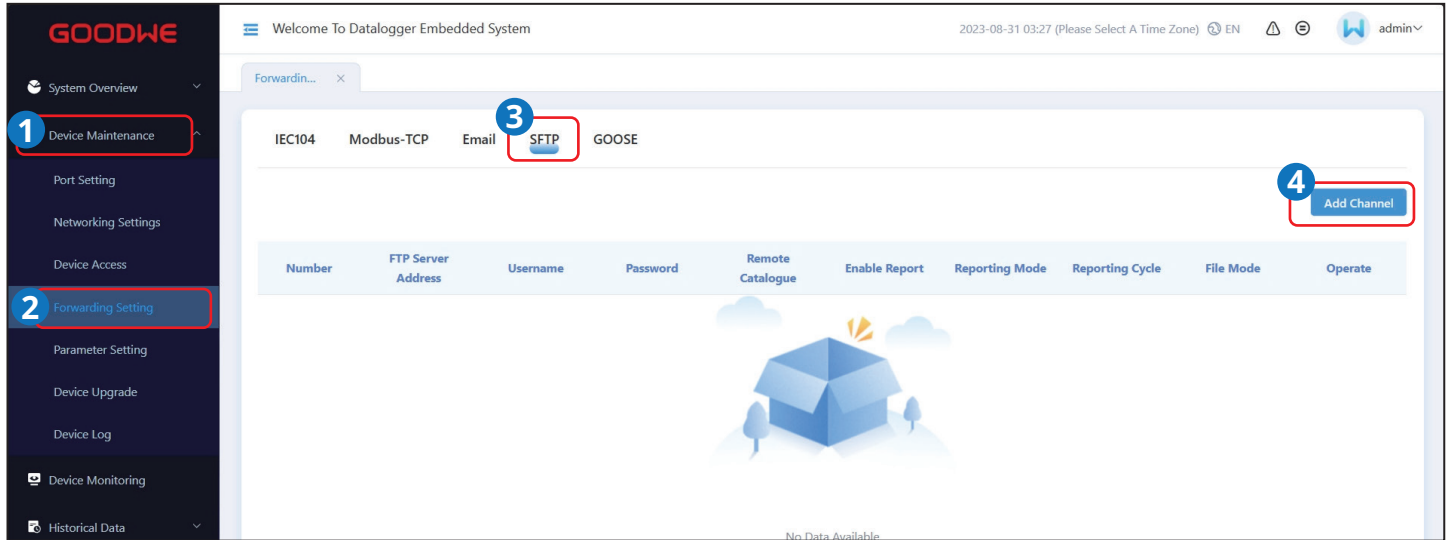 GOODWE
Welcome To Datalogger Embedded System
2023-08-31 03:27 (Please Select A Time Zone) EN
admin
System Overview
1 Device Maintenance
Port Setting
Networking Settings
Device Access
2 Forwarding Setting
Parameter Setting
Device Upgrade
Device Log
Device Monitoring
Historical Data
Forwardin... ×
3
IEC104 Modbus-TCP Email SFTP GOOSE
4
Add Channel
Number FTP Server Address Username Password Remote Catalogue Enable Report Reporting Mode Reporting Cycle File Mode Operate
No Data Available